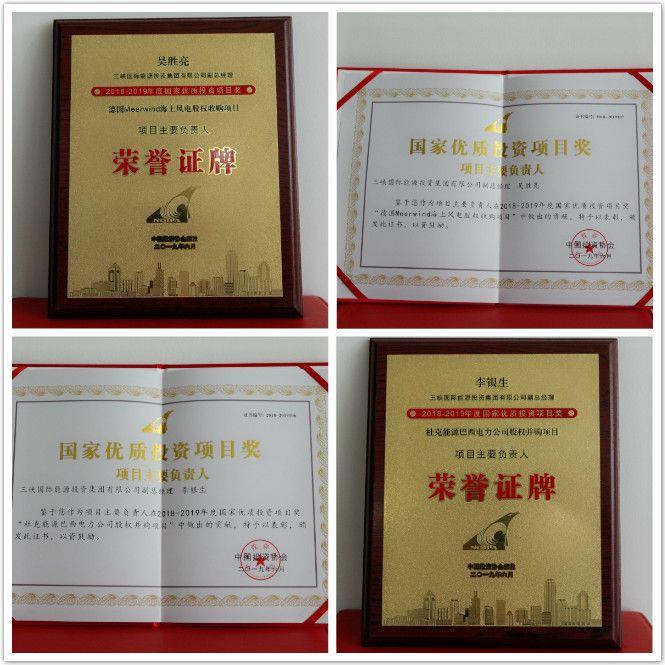 吴胜亮
三峡国际能源投资集团有限公司副总经理
2018-2019年度国家优质投资项目奖
德国Meerwind海上风电股权收购项目
项目主要负责人
荣誉证牌
中国投资协会颁发
二〇一九年六月
国家优质投资项目奖
项目主要负责人
三峡国际能源投资集团有限公司副总经理 吴胜亮
鉴于您作为项目主要负责人在2018-2019年度国家优质投资项目奖
“德国Meerwind海上风电股权收购项目”中做出的贡献，特予以表彰，颁
发此证书，以资鼓励。
中国投资协会
二〇一九年六月
国家优质投资项目奖
项目主要负责人
三峡国际能源投资集团有限公司副总经理 李银生
鉴于您作为项目主要负责人在2018-2019年度国家优质投资项目奖
“杜克能源巴西电力公司股权并购项目”中做出的贡献，特予以表彰，颁
发此证书，以资鼓励。
中国投资协会
二〇一九年六月
李银生
三峡国际能源投资集团有限公司副总经理
2018-2019年度国家优质投资项目奖
杜克能源巴西电力公司股权并购项目
项目主要负责人
荣誉证牌
中国投资协会颁发
二〇一九年六月